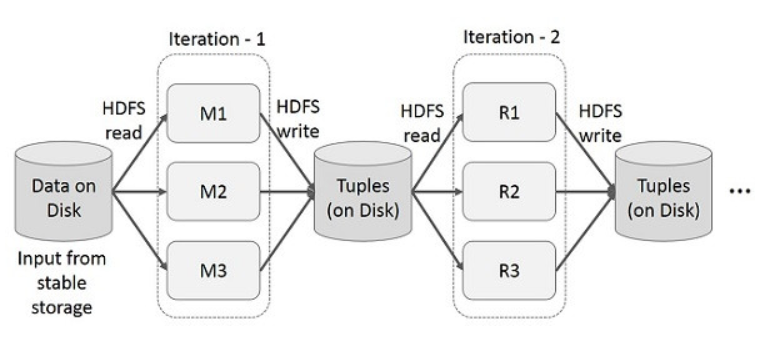 Iteration - 1
Iteration - 2
HDFS
read
M1
HDFS
write
HDFS
read
R1
HDFS
write
Data on
Disk
M2
Tuples
(on Disk)
R2
Tuples
(on Disk)
...
Input from
stable
storage
M3
R3